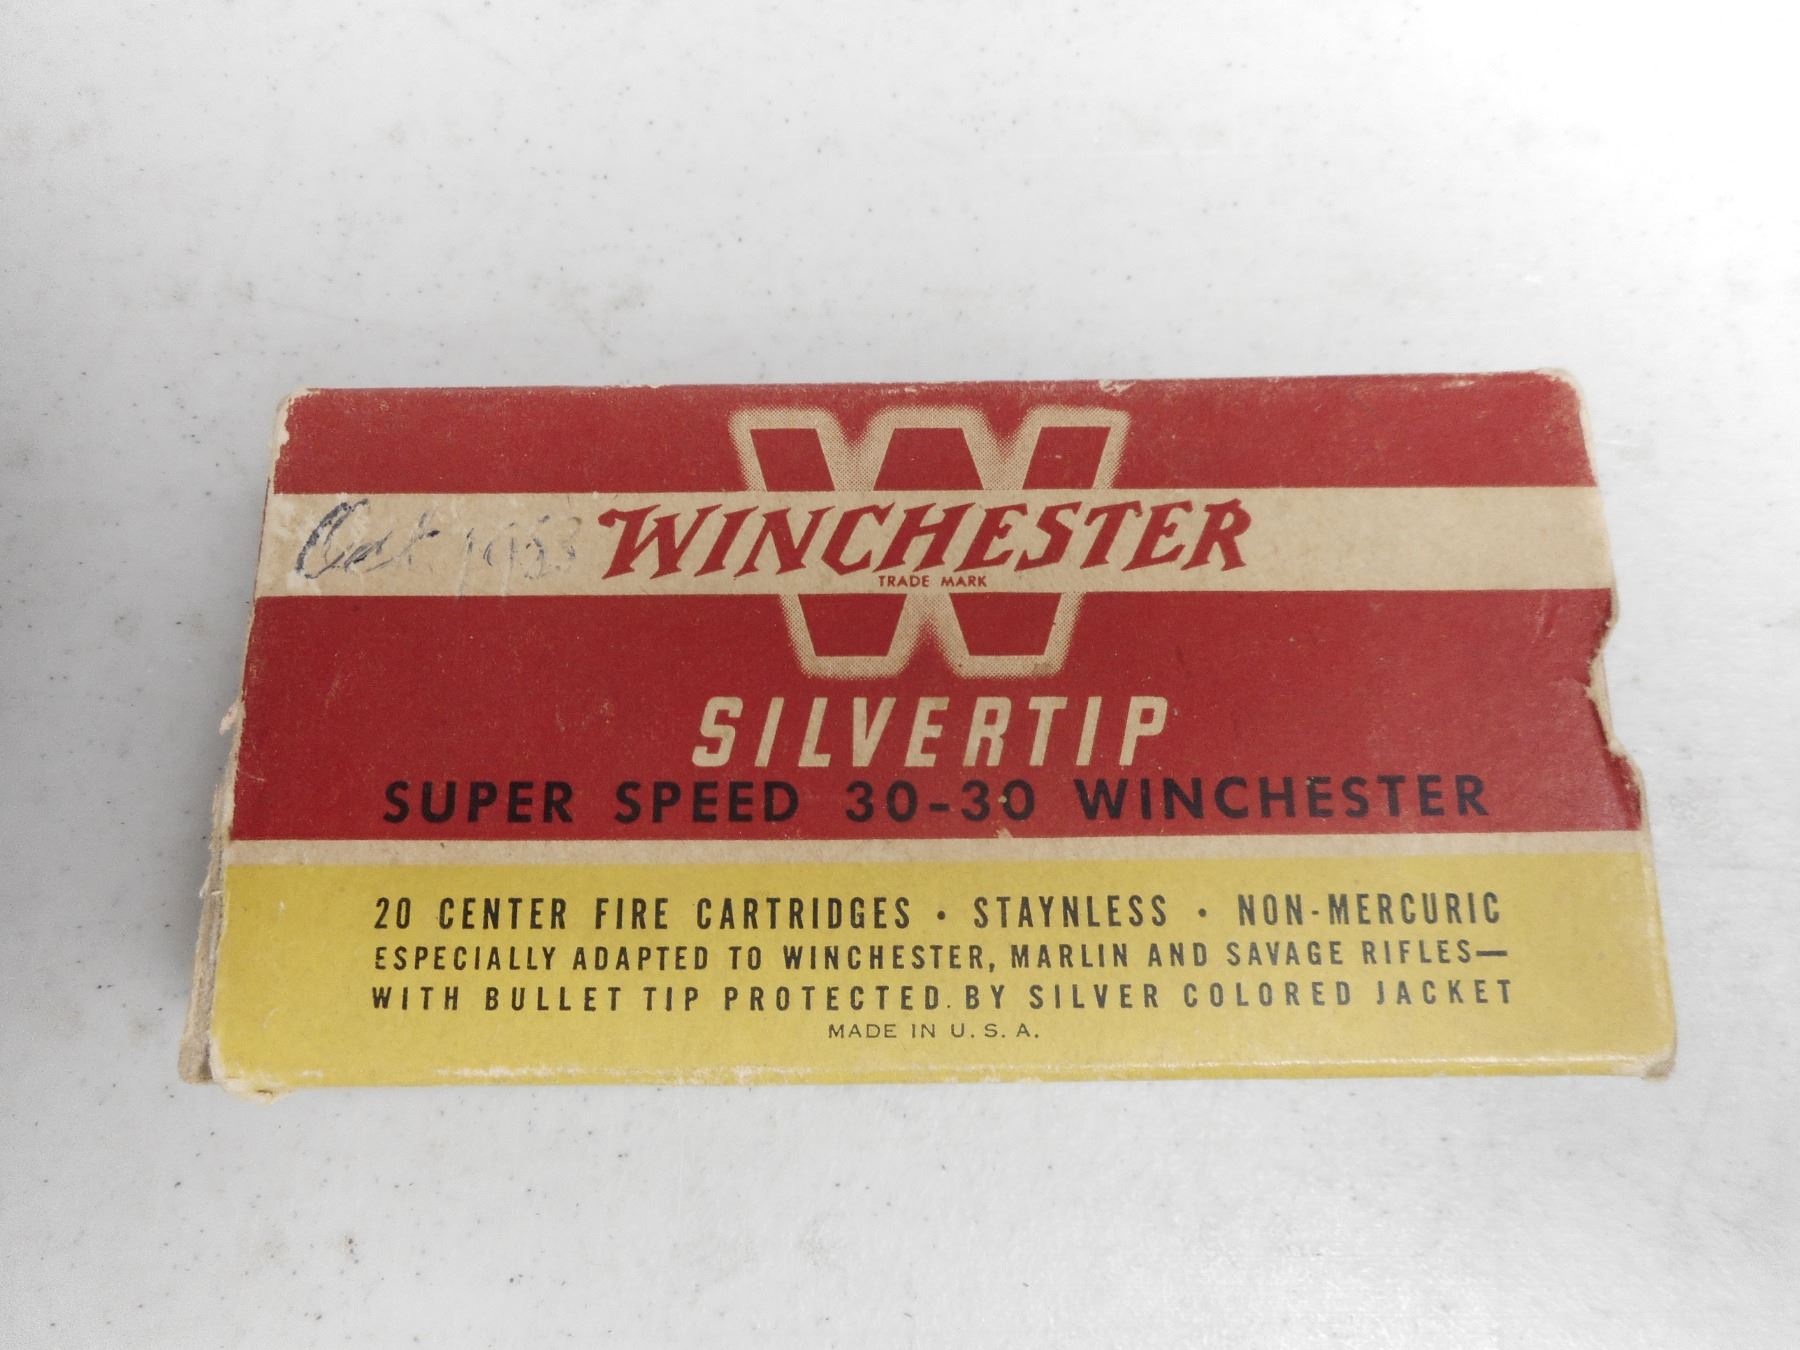 Oct. 1953
WINCHESTER
TRADE MARK
SILVERTIP
SUPER SPEED 30-30 WINCHESTER
20 CENTER FIRE CARTRIDGES • STAYNLESS • NON-MERCURIC
ESPECIALLY ADAPTED TO WINCHESTER, MARLIN AND SAVAGE RIFLES—
WITH BULLET TIP PROTECTED BY SILVER COLORED JACKET
MADE IN U.S.A.